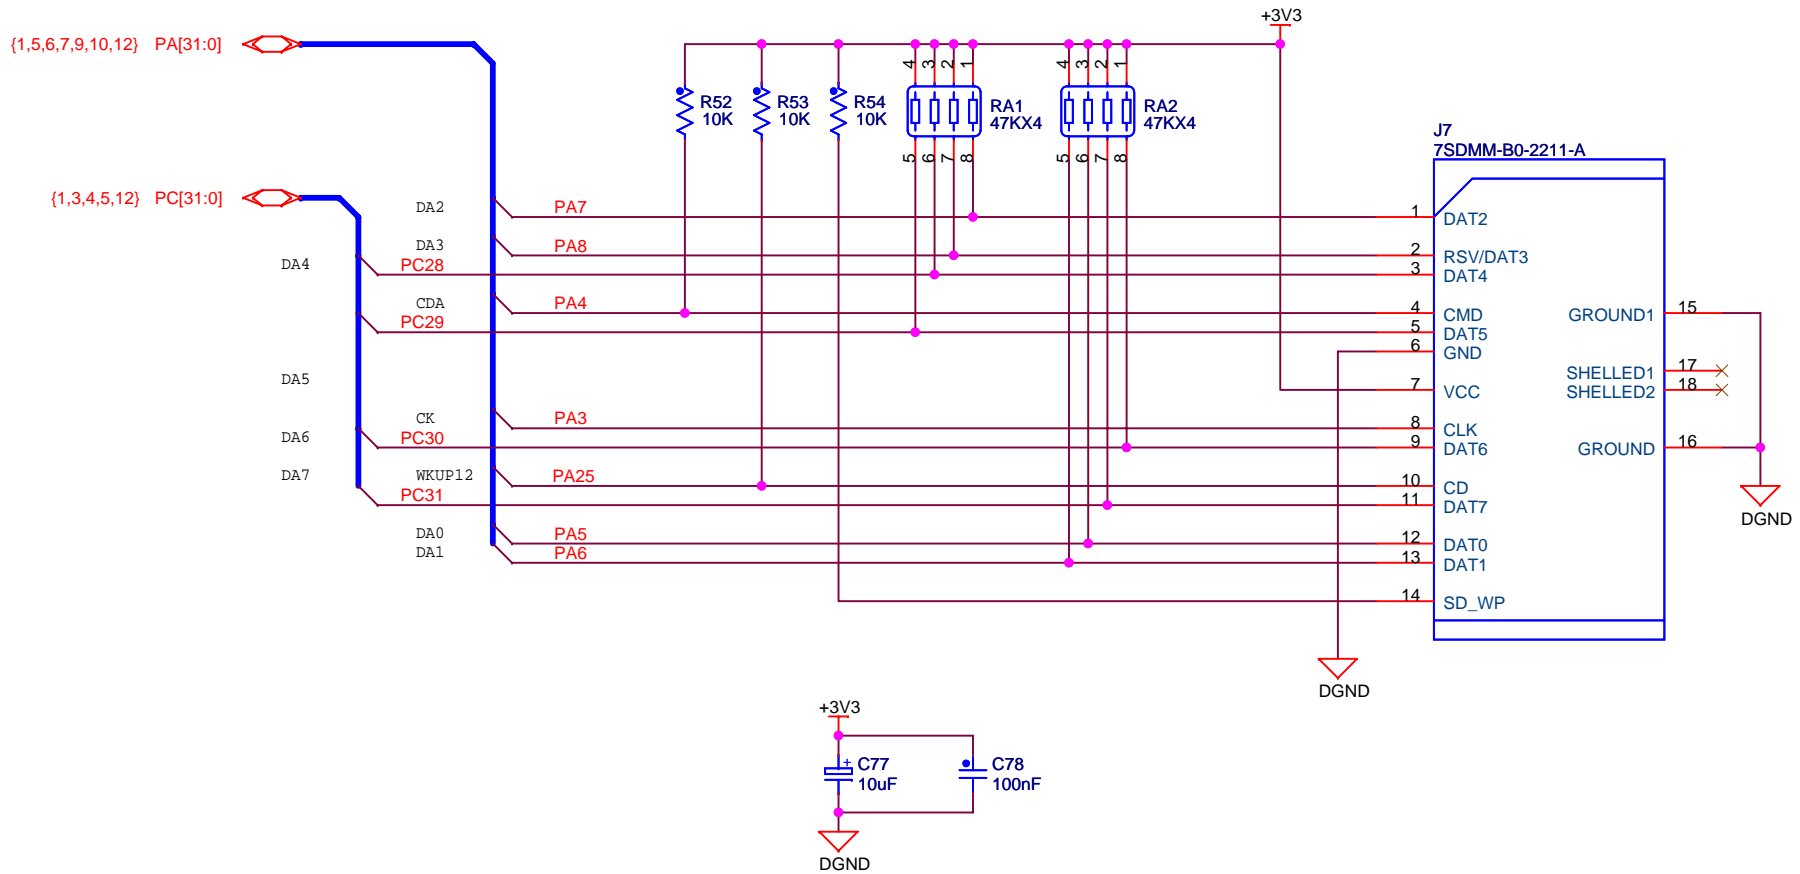 +3V3
{1,5,6,7,9,10,12} PA[31:0]
4 3 2 1
4 3 2 1
R52
10K
R53
10K
R54
10K
RA1
47KX4
RA2
47KX4
5 6 7 8
5 6 7 8
J7
7SDMM-B0-2211-A
{1,3,4,5,12} PC[31:0]
DA2 PA7 1 DAT2
DA3 PA8 2 RSV/DAT3
DA4 PC28 3 DAT4
CDA PA4 4 CMD
GROUND1 15
PC29 5 DAT5
6 GND
DA5
SHELLED1 17
7 VCC
SHELLED2 18
CK PA3 8 CLK
DA6 PC30 9 DAT6
GROUND 16
DA7 WKUP12 PA25 10 CD
PC31 11 DAT7
DGND
DA0 PA5 12 DAT0
DA1 PA6 13 DAT1
14 SD_WP
DGND
+3V3
+ C77
10uF
C78
100nF
DGND